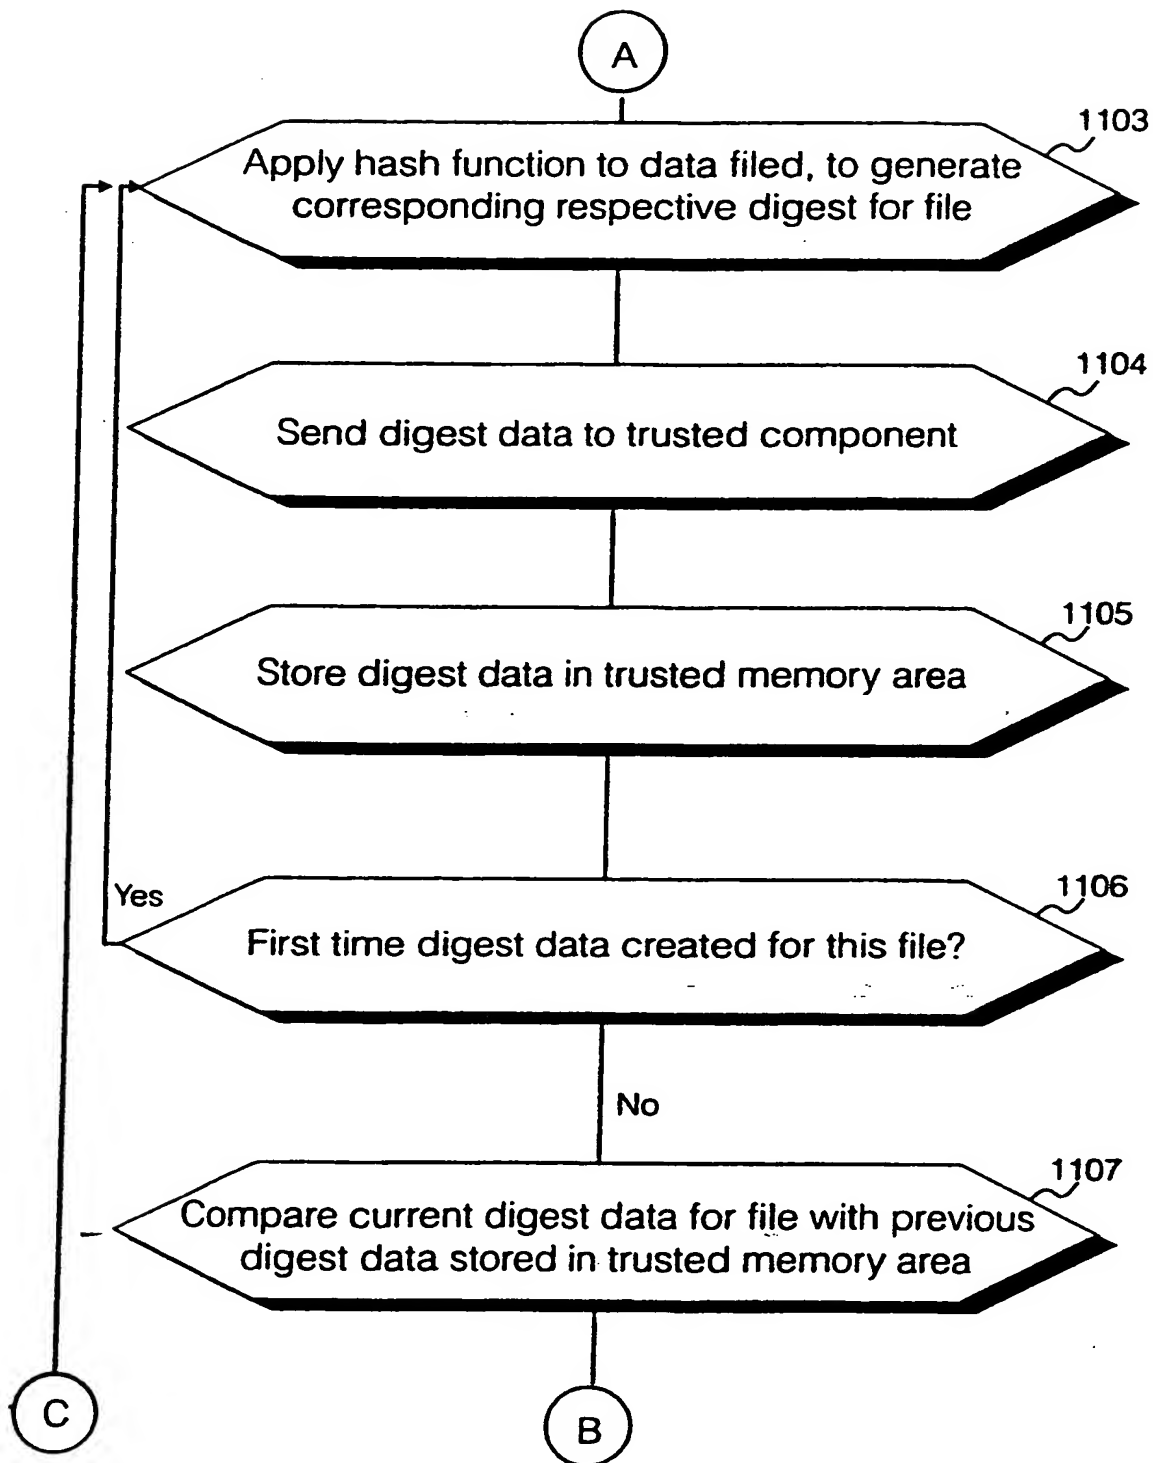 A
1103
Apply hash function to data filed, to generate
corresponding respective digest for file
1104
Send digest data to trusted component
1105
Store digest data in trusted memory area
1106
Yes
First time digest data created for this file?
No
1107
Compare current digest data for file with previous
digest data stored in trusted memory area
C
B